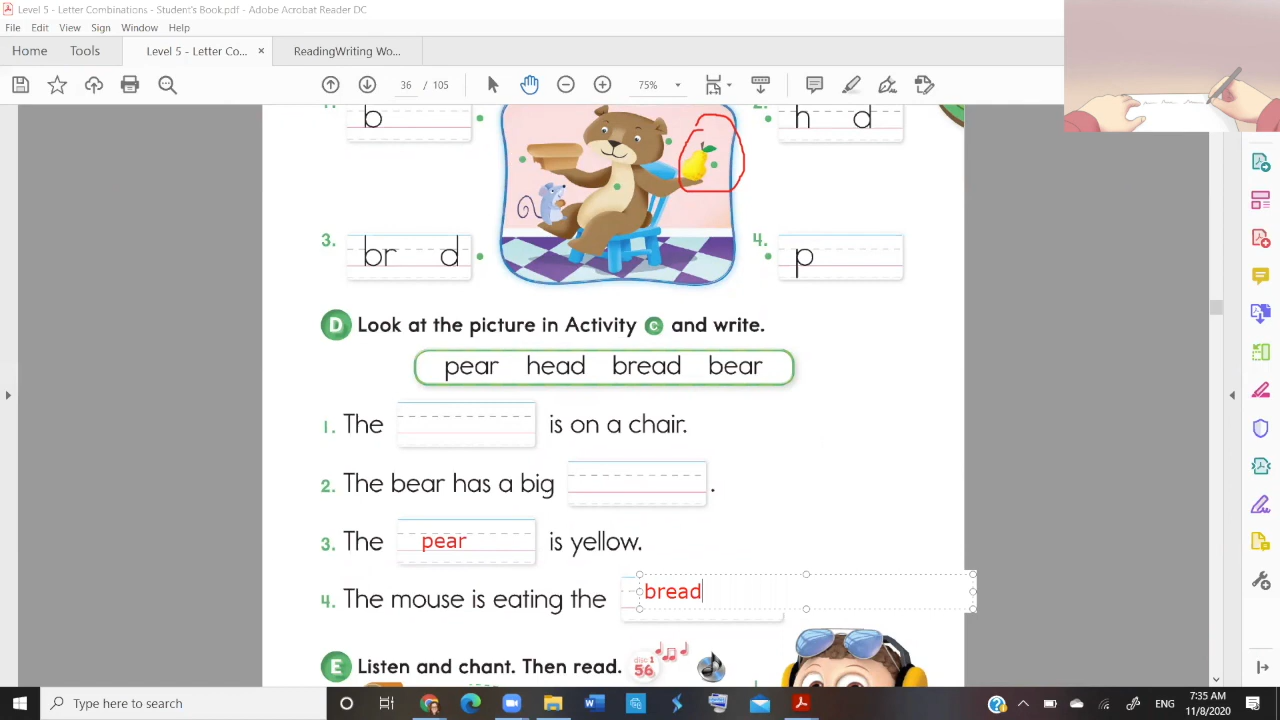 Level 5 - Letter Combinations - Student's Book.pdf - Adobe Acrobat Reader DC
File Edit View Sign Window Help
Home Tools Level 5 - Letter Co... × ReadingWriting Wo...
36 / 105 75%
1. b 2. h d
3. br d 4. p
D Look at the picture in Activity C and write.
pear head bread bear
1. The is on a chair.
2. The bear has a big .
3. The pear is yellow.
4. The mouse is eating the bread
E Listen and chant. Then read. disc 1 56
Type here to search
ENG
7:35 AM
11/8/2020